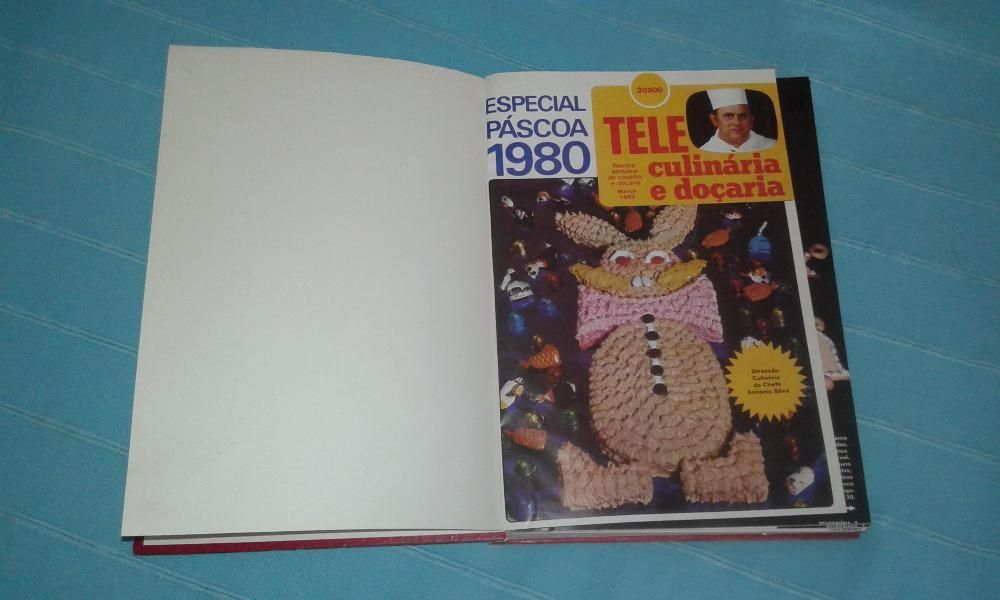 ESPECIAL
PÁSCOA
1980
30$00
TELE
culinária
e doçaria
Revista
semanal
de cozinha
e doçaria
Março
1980
Direcção
Culinária
do Chefe
António Silva